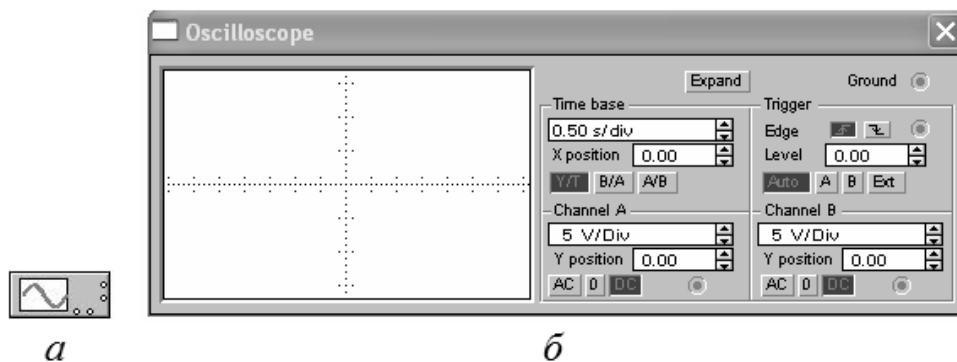 Oscilloscope
Expand
Ground
Time base
0.50 s/div
X position 0.00
Y/T B/A A/B
Trigger
Edge
Level 0.00
Auto A B Ext
Channel A
5 V/Div
Y position 0.00
AC 0 DC
Channel B
5 V/Div
Y position 0.00
AC 0 DC
а
б